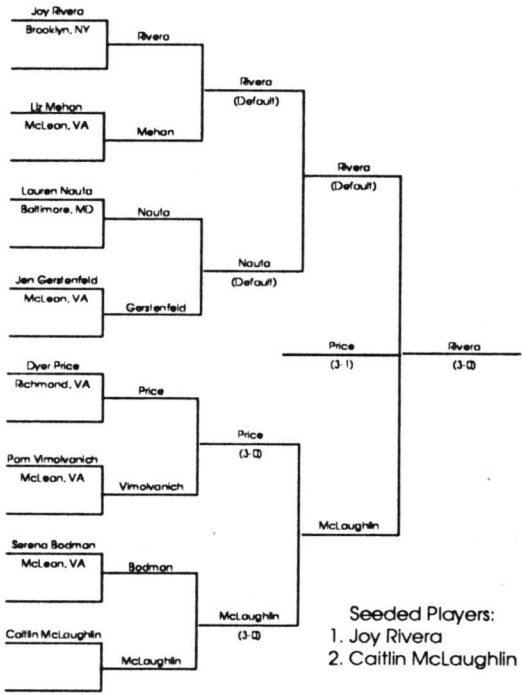 Joy Rivera
Brooklyn, NY
Rivera
Rivera
(Default)
Liz Mehan
McLean, VA
Mehan
Rivera
(Default)
Lauren Nauta
Baltimore, MD
Nauta
Nauta
(Default)
Jen Gerstenfeld
McLean, VA
Gerstenfeld
Price
(3-1)
Rivera
(3-0)
Dyer Price
Richmond, VA
Price
Price
(3-0)
Pam Vimolvanich
McLean, VA
Vimolvanich
McLaughlin
Serena Bodman
McLean, VA
Bodman
McLaughlin
(3-0)
Caitlin McLaughlin
McLaughlin
Seeded Players:
1. Joy Rivera
2. Caitlin McLaughlin